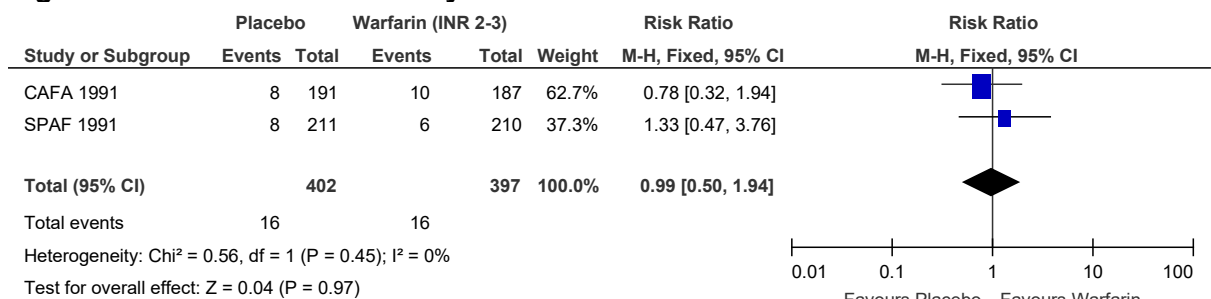 Placebo Warfarin (INR 2-3) Risk Ratio Risk Ratio
Study or Subgroup Events Total Events Total Weight M-H, Fixed, 95% CI M-H, Fixed, 95% CI
CAFA 1991 8 191 10 187 62.7% 0.78 [0.32, 1.94]
SPAF 1991 8 211 6 210 37.3% 1.33 [0.47, 3.76]
Total (95% CI) 402 397 100.0% 0.99 [0.50, 1.94]
Total events 16 16
Heterogeneity: Chi² = 0.56, df = 1 (P = 0.45); I² = 0%
Test for overall effect: Z = 0.04 (P = 0.97)
0.01 0.1 1 10 100
Favours Placebo Favours Warfarin